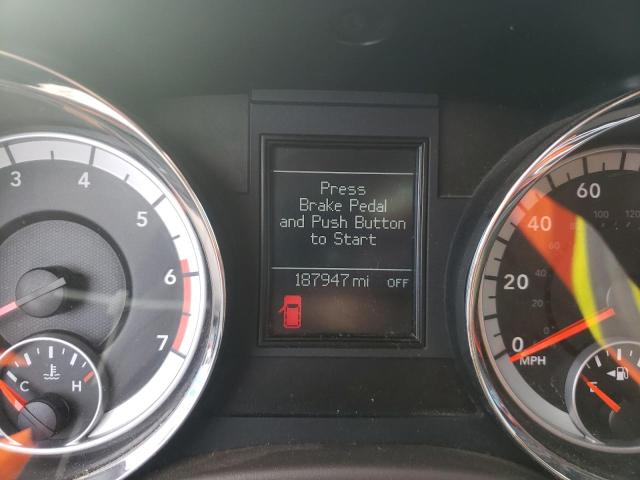 Press
Brake Pedal
and Push Button
to Start
187947 mi OFF
3 4 5 6 7
C H
0 20 40 60
80 100 120
MPH
E